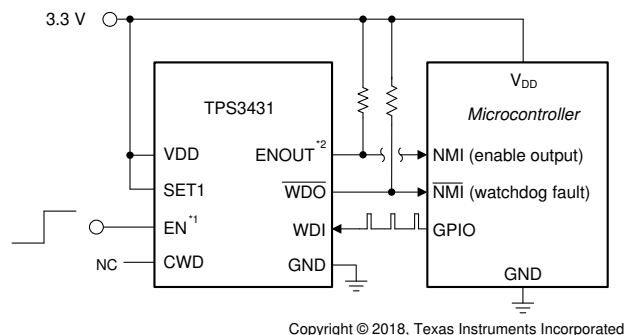 3.3 V
TPS3431
VDD
SET1
EN*1
NC
CWD
ENOUT*2
WDO
WDI
GND
VDD
Microcontroller
NMI (enable output)
NMI (watchdog fault)
GPIO
GND
Copyright © 2018, Texas Instruments Incorporated